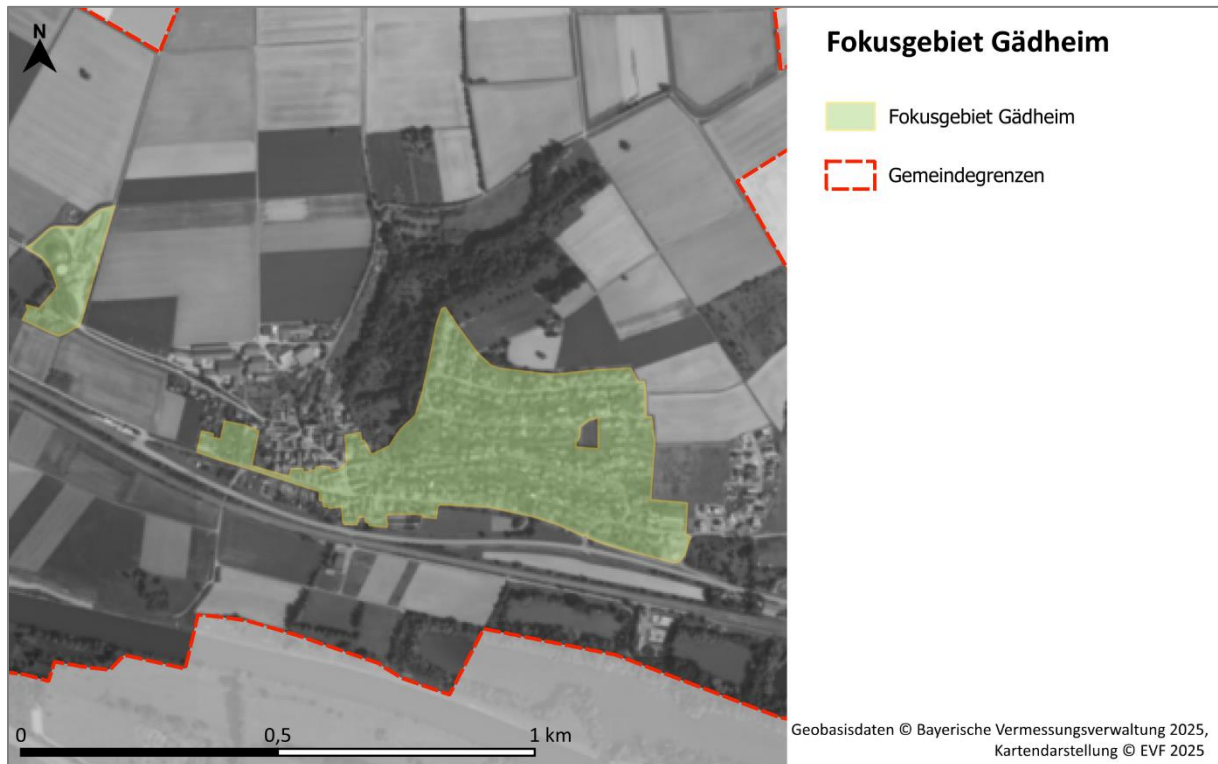 N
Fokusgebiet Gädheim
Fokusgebiet Gädheim
Gemeindegrenzen
0 0,5 1 km
Geobasisdaten © Bayerische Vermessungsverwaltung 2025,
Kartendarstellung © EVF 2025